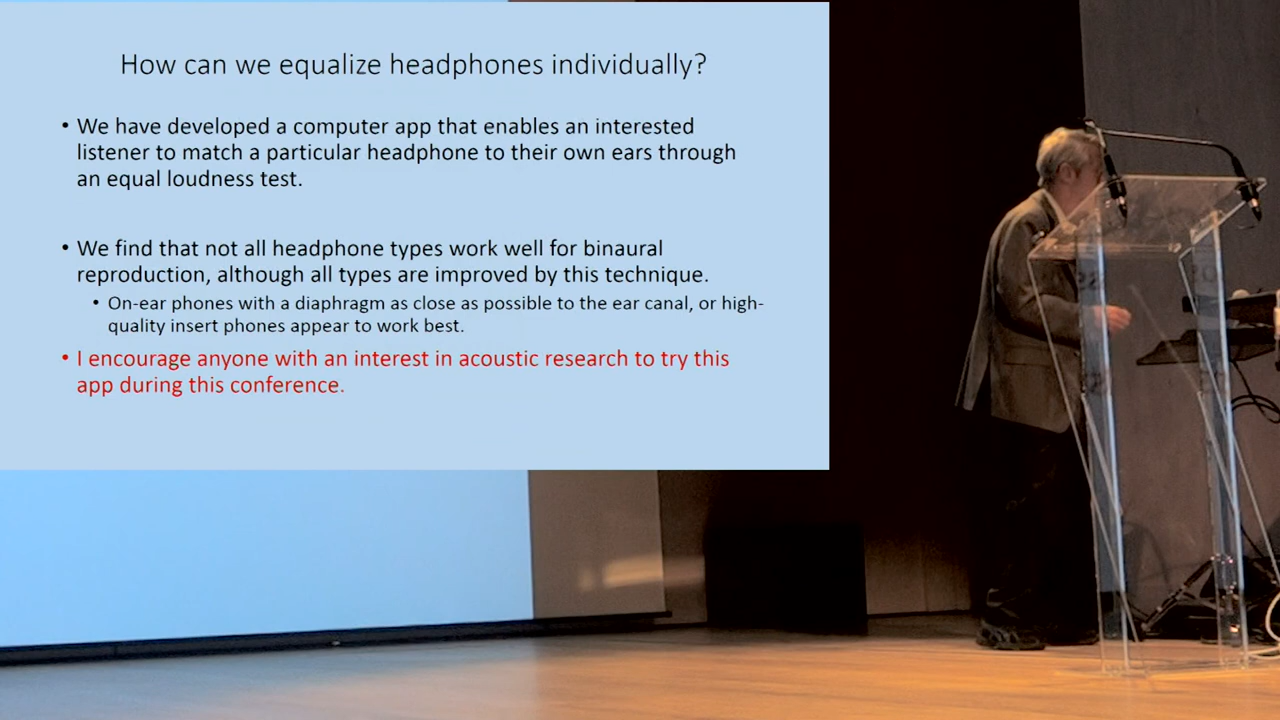 How can we equalize headphones individually?
• We have developed a computer app that enables an interested
listener to match a particular headphone to their own ears through
an equal loudness test.
• We find that not all headphone types work well for binaural
reproduction, although all types are improved by this technique.
• On-ear phones with a diaphragm as close as possible to the ear canal, or high-
quality insert phones appear to work best.
• I encourage anyone with an interest in acoustic research to try this
app during this conference.